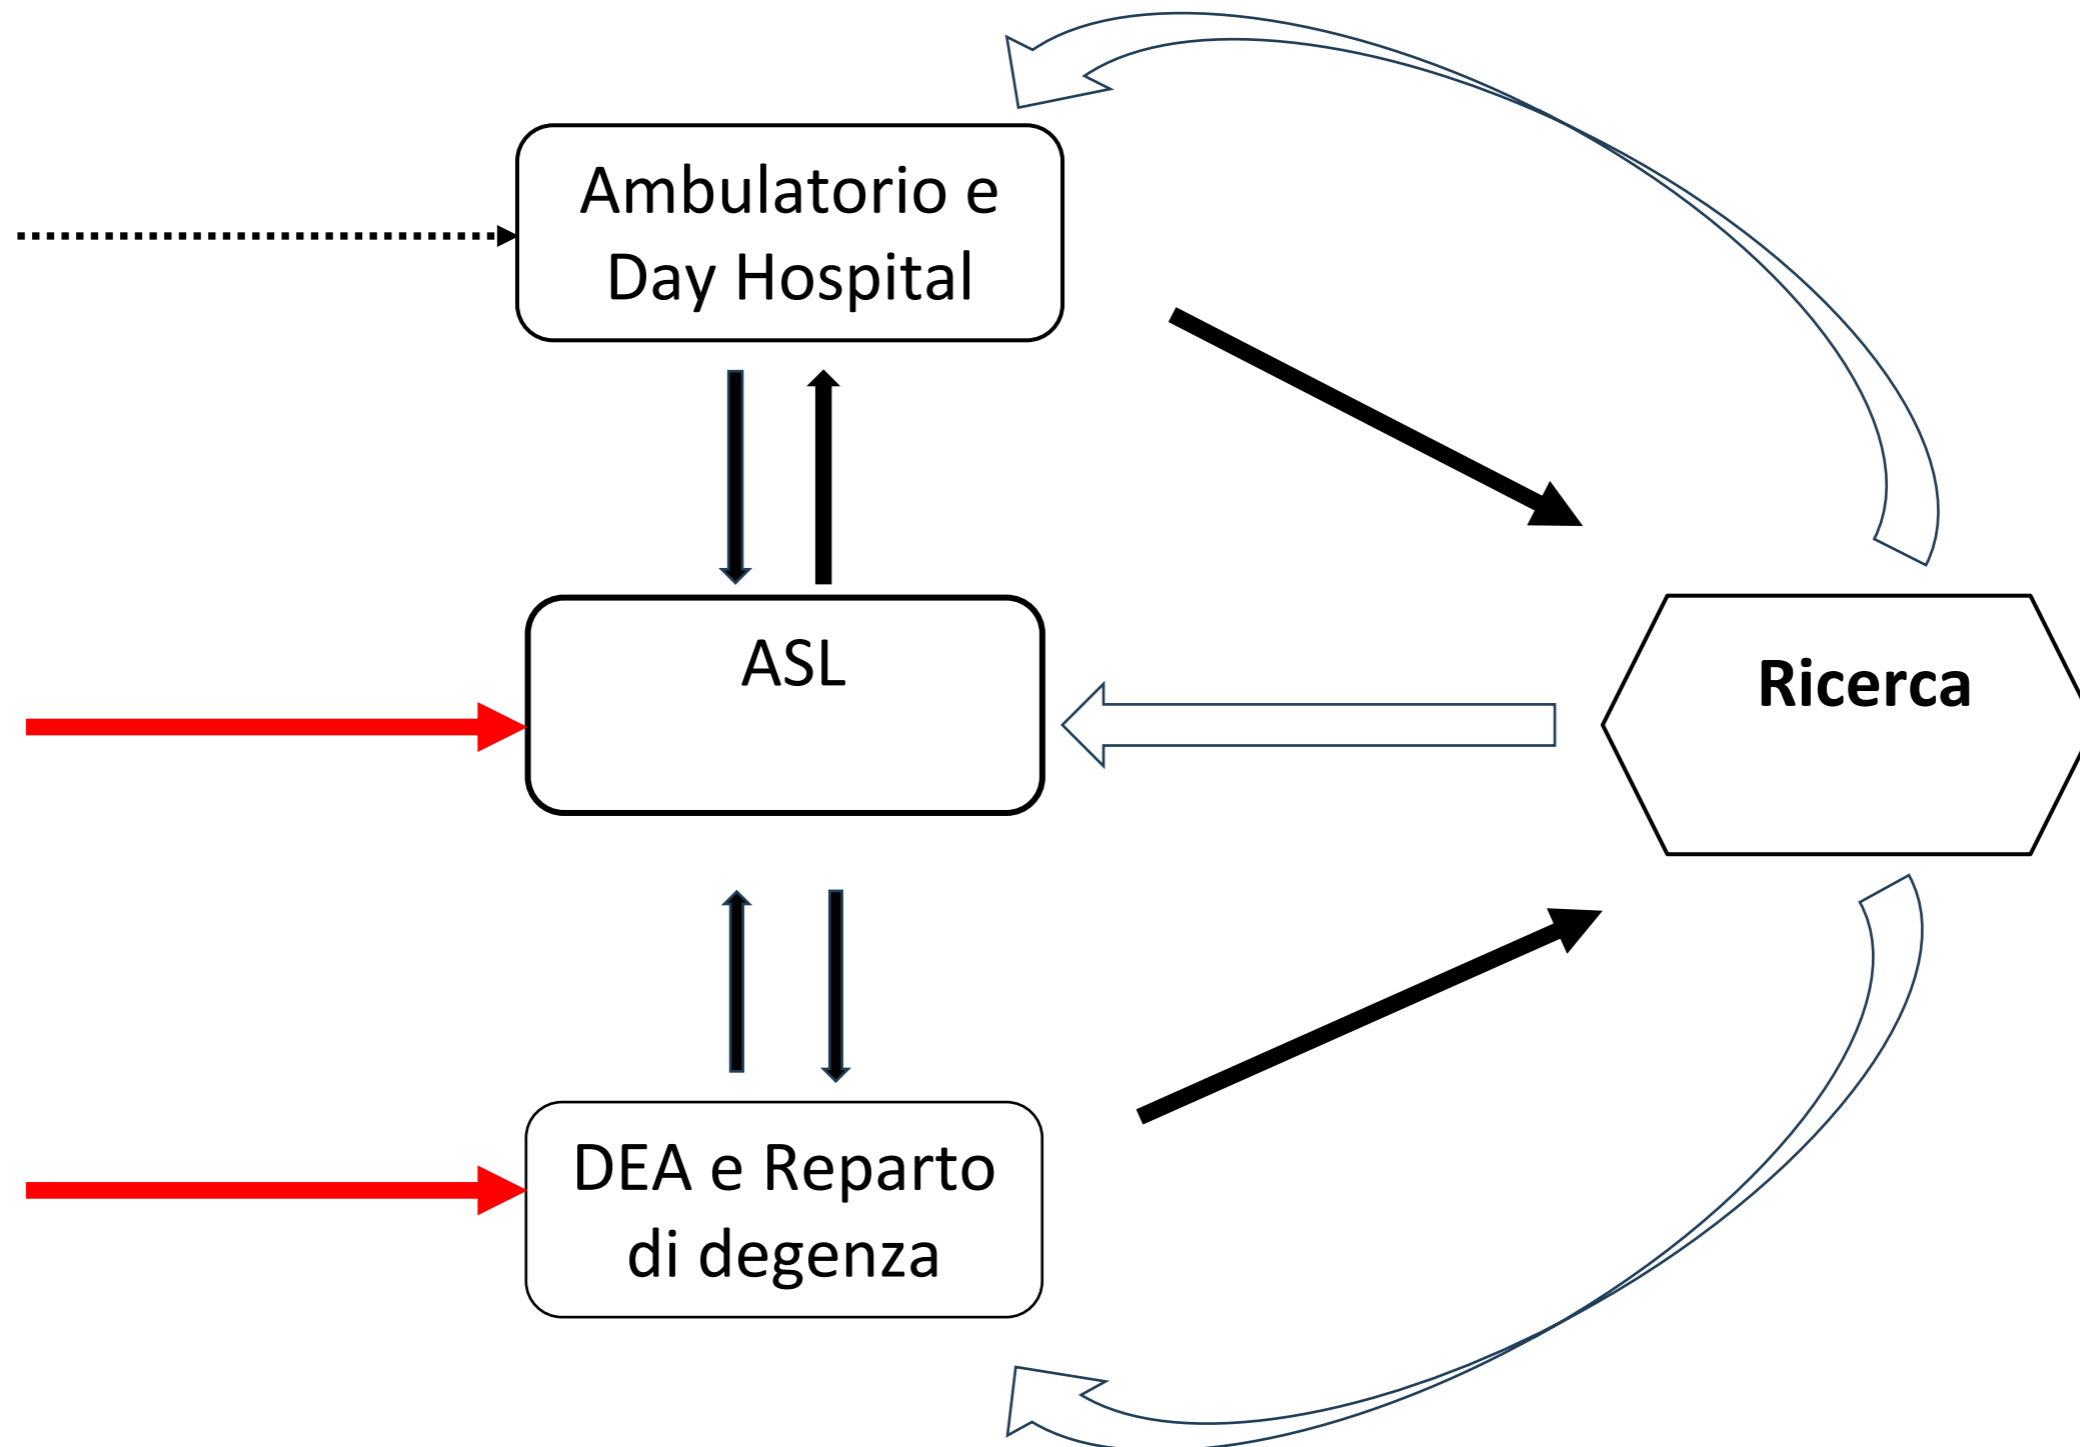 Ambulatorio e
Day Hospital
ASL
Ricerca
DEA e Reparto
di degenza